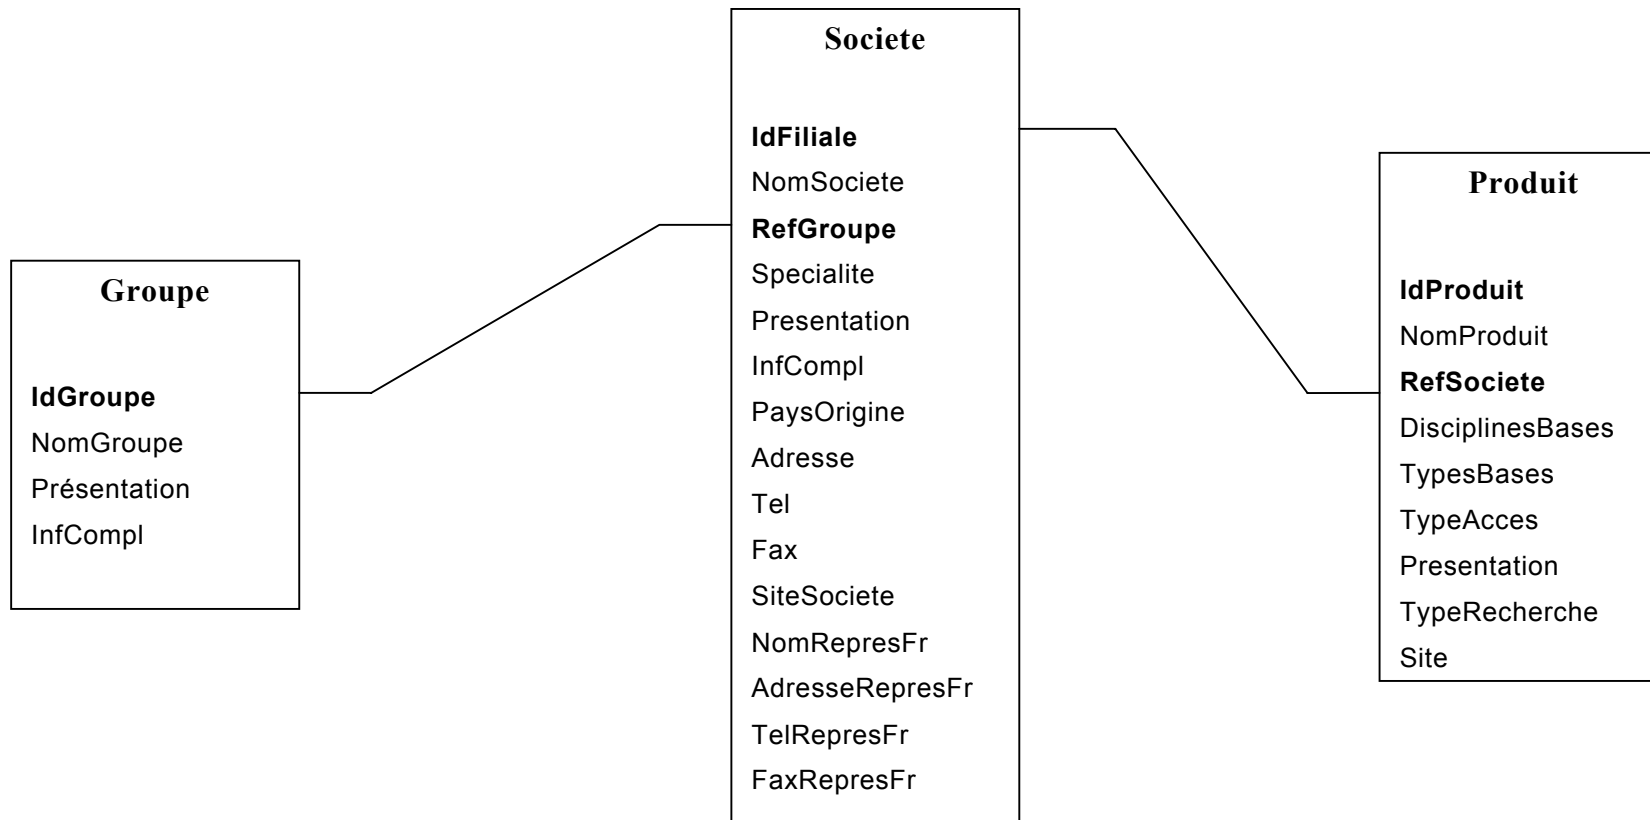 Groupe
IdGroupe
NomGroupe
Présentation
InfCompl
Societe
IdFiliale
NomSociete
RefGroupe
Specialite
Presentation
InfCompl
PaysOrigine
Adresse
Tel
Fax
SiteSociete
NomRepresFr
AdresseRepresFr
TelRepresFr
FaxRepresFr
Produit
IdProduit
NomProduit
RefSociete
DisciplinesBases
TypesBases
TypeAcces
Presentation
TypeRecherche
Site